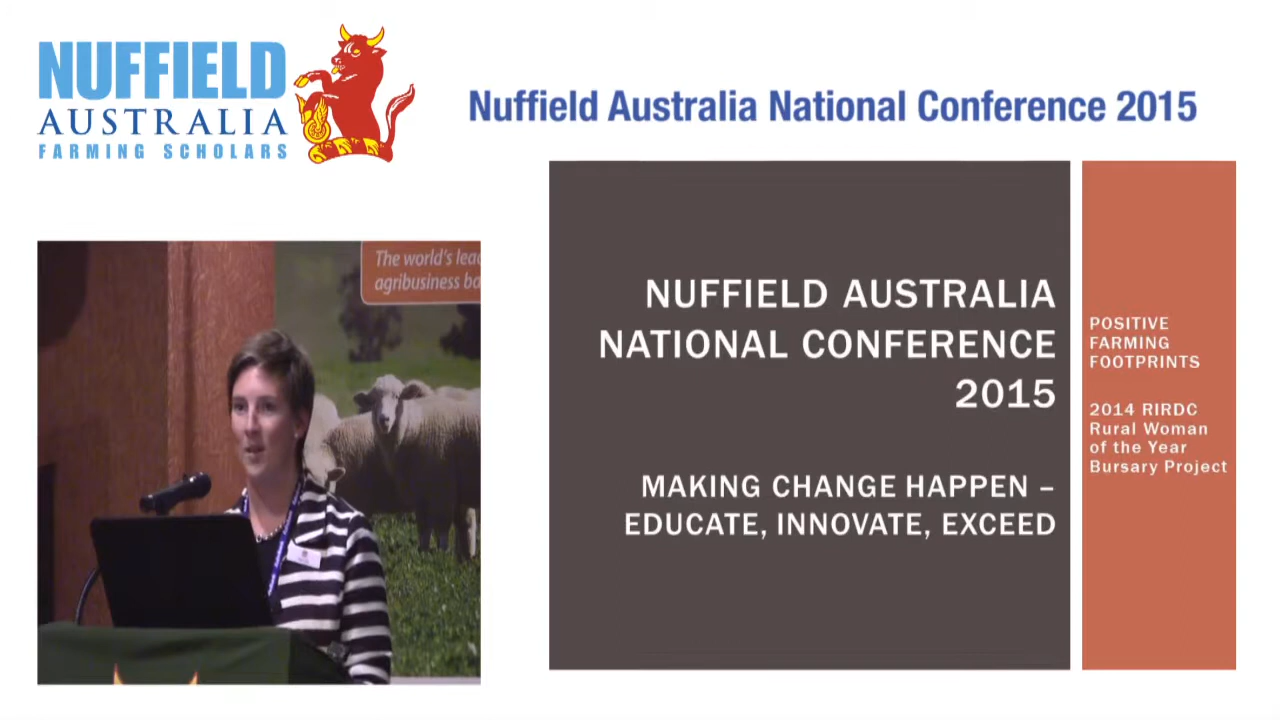 NUFFIELD
AUSTRALIA
FARMING SCHOLARS
Nuffield Australia National Conference 2015
The world's lea
agribusiness ba
NUFFIELD AUSTRALIA
NATIONAL CONFERENCE
2015
MAKING CHANGE HAPPEN –
EDUCATE, INNOVATE, EXCEED
POSITIVE
FARMING
FOOTPRINTS
2014 RIRDC
Rural Woman
of the Year
Bursary Project